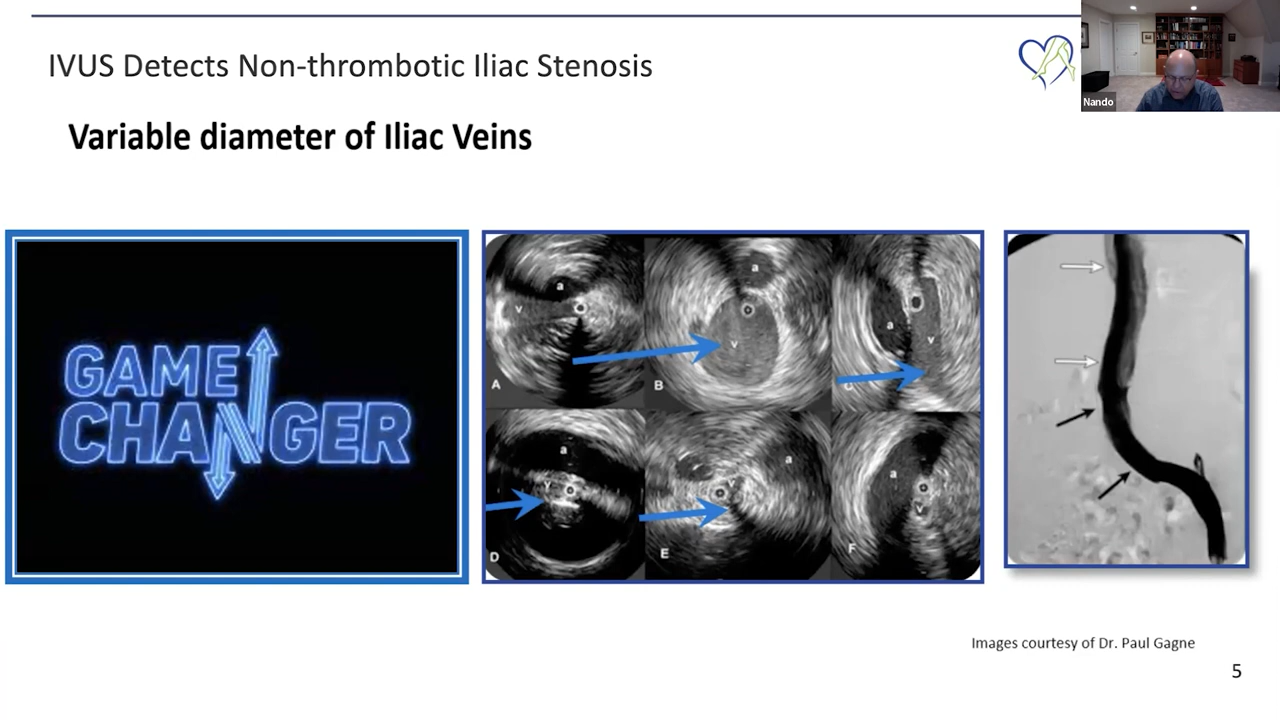 IVUS Detects Non-thrombotic Iliac Stenosis
Nando
Variable diameter of Iliac Veins
GAME
CHANGER
a
v
A
a
v
B
a
v
a
v
D
a
v
E
a
v
F
Images courtesy of Dr. Paul Gagne
5